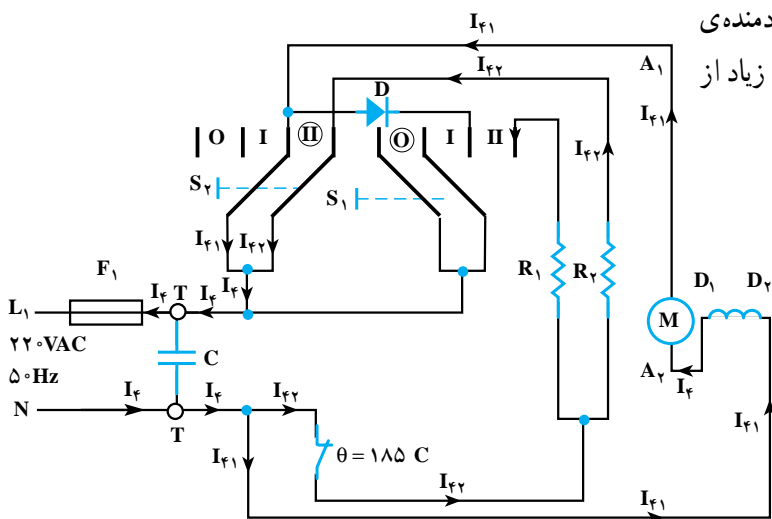 دمنده‌ی
زیاد از
I۴۱
A۱
I۴۲
D
I۴۱
O I II
O I II
I۴۲
S۲
S۱
I۴۱ I۴۲
R۱ R۲
F۱
I۴
D۱ D۲
L۱
I۴ T I۴
M
۲۲۰VAC
C
A۲
I۴
۵۰Hz
N
I۴ I۴ I۴۲
T
I۴۱
θ = ۱۸۵ C
I۴۱
I۴۲
I۴۱